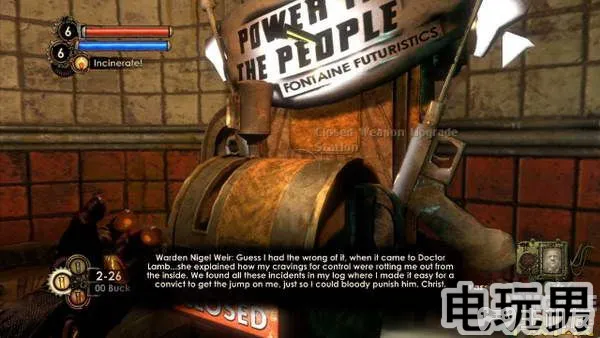 POWER TO
THE PEOPLE
FONTAINE FUTURISTICS
6
6
Incinerate!
Closed Weapon Upgrade
Station
Warden Nigel Weir: Guess I had the wrong of it, when it came to Doctor
Lamb...she explained how my cravings for control were rotting me out from
the inside. We found all these incidents in my log where I made it easy for a
convict to get the jump on me, just so I could bloody punish him. Christ.
2-26
00 Buck
CLOSED
电玩男